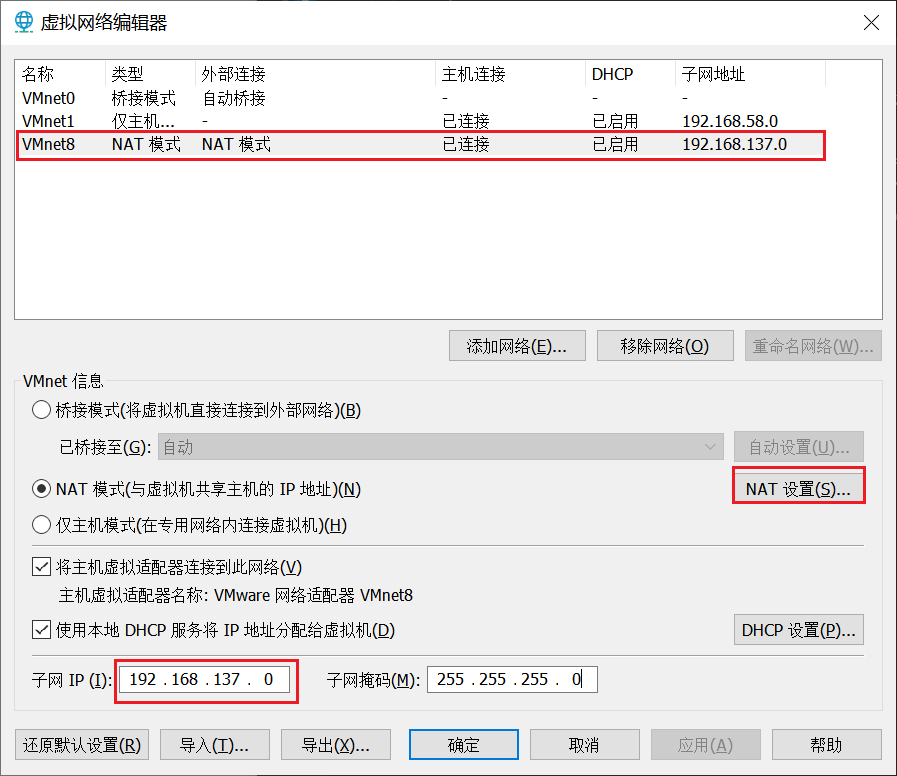 虚拟网络编辑器
名称 类型 外部连接 主机连接 DHCP 子网地址
VMnet0 桥接模式 自动桥接 - - -
VMnet1 仅主机... - 已连接 已启用 192.168.58.0
VMnet8 NAT 模式 NAT 模式 已连接 已启用 192.168.137.0
添加网络(E)... 移除网络(O) 重命名网络(W)...
VMnet 信息
桥接模式(将虚拟机直接连接到外部网络)(B)
已桥接至(G): 自动 自动设置(U)...
NAT 模式(与虚拟机共享主机的 IP 地址)(N) NAT 设置(S)...
仅主机模式(在专用网络内连接虚拟机)(H)
将主机虚拟适配器连接到此网络(V)
主机虚拟适配器名称: VMware 网络适配器 VMnet8
使用本地 DHCP 服务将 IP 地址分配给虚拟机(D) DHCP 设置(P)...
子网 IP (I): 192 . 168 . 137 . 0 子网掩码(M): 255 . 255 . 255 . 0
还原默认设置(R) 导入(T)... 导出(X)... 确定 取消 应用(A) 帮助